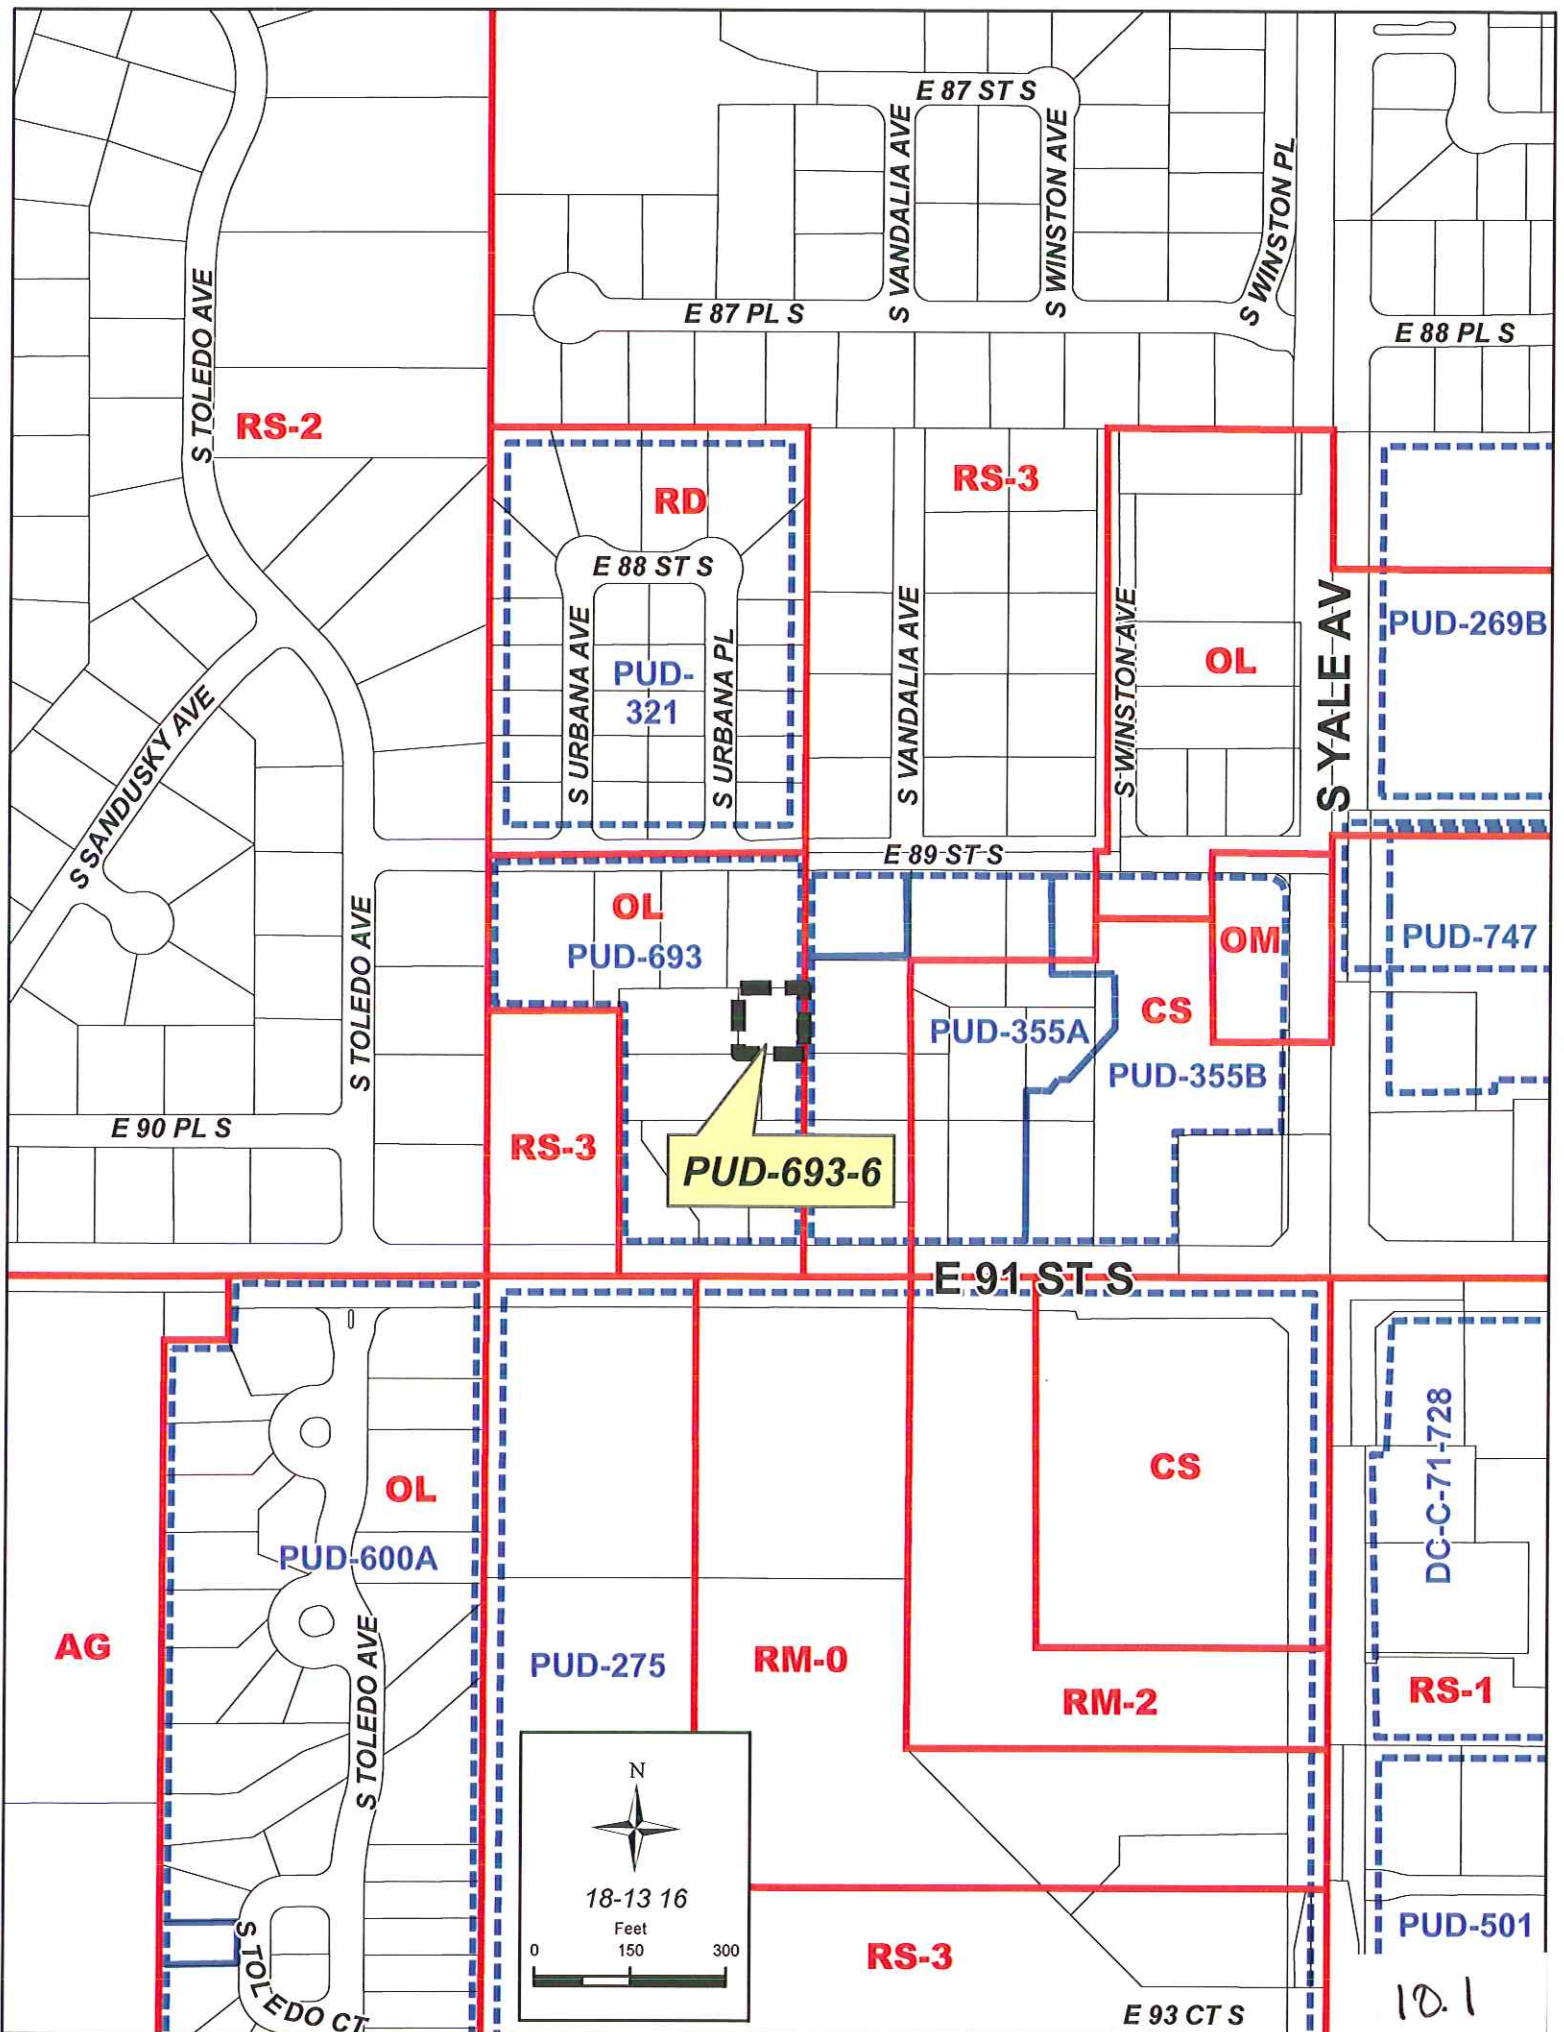 E 87 ST S
S VANDALIA AVE
S WINSTON AVE
S WINSTON PL
E 87 PL S
E 88 PL S
S TOLEDO AVE
RS-2
RD
RS-3
E 88 ST S
S URBANA AVE
PUD-
321
S URBANA PL
S VANDALIA AVE
S WINSTON AVE
OL
S YALE AV
PUD-269B
S SANDUSKY AVE
E 89 ST S
S TOLEDO AVE
OL
PUD-693
OM
PUD-747
CS
PUD-355A
PUD-355B
E 90 PL S
RS-3
PUD-693-6
E 91 ST S
OL
PUD-600A
CS
DC-C-71-728
AG
S TOLEDO AVE
PUD-275
RM-0
RM-2
RS-1
N
18-13 16
Feet
0 150 300
S TOLEDO CT
RS-3
PUD-501
E 93 CT S
10.1